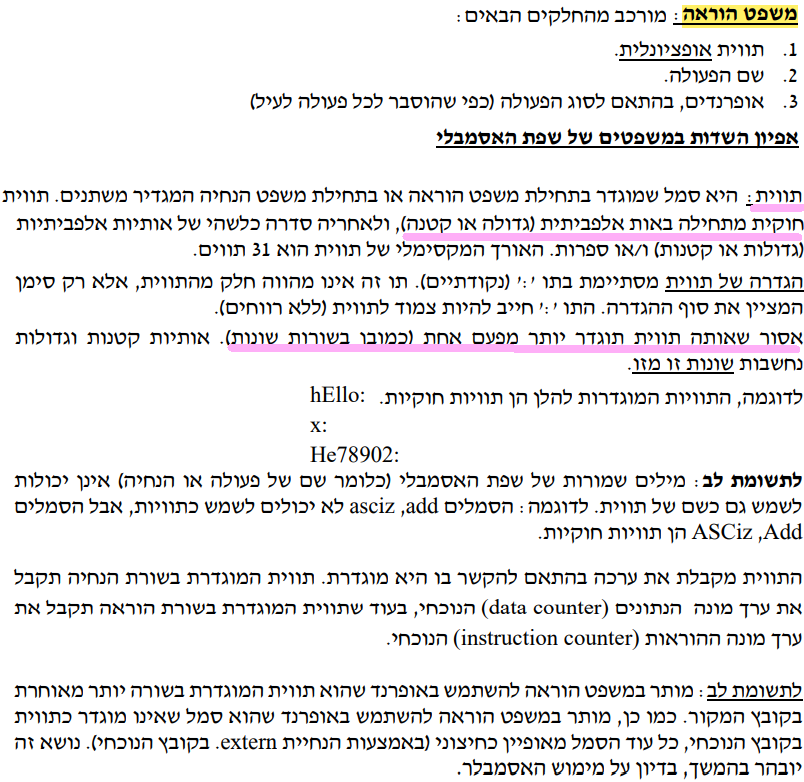 משפט הוראה: מורכב מהחלקים הבאים:
1. תווית אופציונלית.
2. שם הפעולה.
3. אופרנדים, בהתאם לסוג הפעולה (כפי שהוסבר לכל פעולה לעיל)
אפיון השדות במשפטים של שפת האסמבלי
תווית: היא סמל שמוגדר בתחילת משפט הוראה או בתחילת משפט הנחיה המגדיר משתנים. תווית
חוקית מתחילה באות אלפביתית (גדולה או קטנה), ולאחריה סדרה כלשהי של אותיות אלפביתיות
(גדולות או קטנות) ו/או ספרות. האורך המקסימלי של תווית הוא 31 תווים.
הגדרה של תווית מסתיימת בתו ':' (נקודתיים). תו זה אינו מהווה חלק מהתווית, אלא רק סימן
המציין את סוף ההגדרה. התו ':' חייב להיות צמוד לתווית (ללא רווחים).
אסור שאותה תווית תוגדר יותר מפעם אחת (כמובן בשורות שונות). אותיות קטנות וגדולות
נחשבות שונות זו מזו.
לדוגמה, התוויות המוגדרות להלן הן תוויות חוקיות. hEllo:
x:
He78902:
לתשומת לב: מילים שמורות של שפת האסמבלי (כלומר שם של פעולה או הנחיה) אינן יכולות
לשמש גם כשם של תווית. לדוגמה: הסמלים add, asciz לא יכולים לשמש כתוויות, אבל הסמלים
Add, ASCiz הן תוויות חוקיות.
התווית מקבלת את ערכה בהתאם להקשר בו היא מוגדרת. תווית המוגדרת בשורת הנחיה תקבל
את ערך מונה הנתונים (data counter) הנוכחי, בעוד שתווית המוגדרת בשורת הוראה תקבל את
ערך מונה ההוראות (instruction counter) הנוכחי.
לתשומת לב: מותר במשפט הוראה להשתמש באופרנד שהוא תווית המוגדרת בשורה יותר מאוחרת
בקובץ המקור. כמו כן, מותר במשפט הוראה להשתמש באופרנד שהוא סמל שאינו מוגדר כתווית
בקובץ הנוכחי, כל עוד הסמל מאופיין כחיצוני (באמצעות הנחיית .extern בקובץ הנוכחי). נושא זה
יובהר בהמשך, בדיון על מימוש האסמבלר.